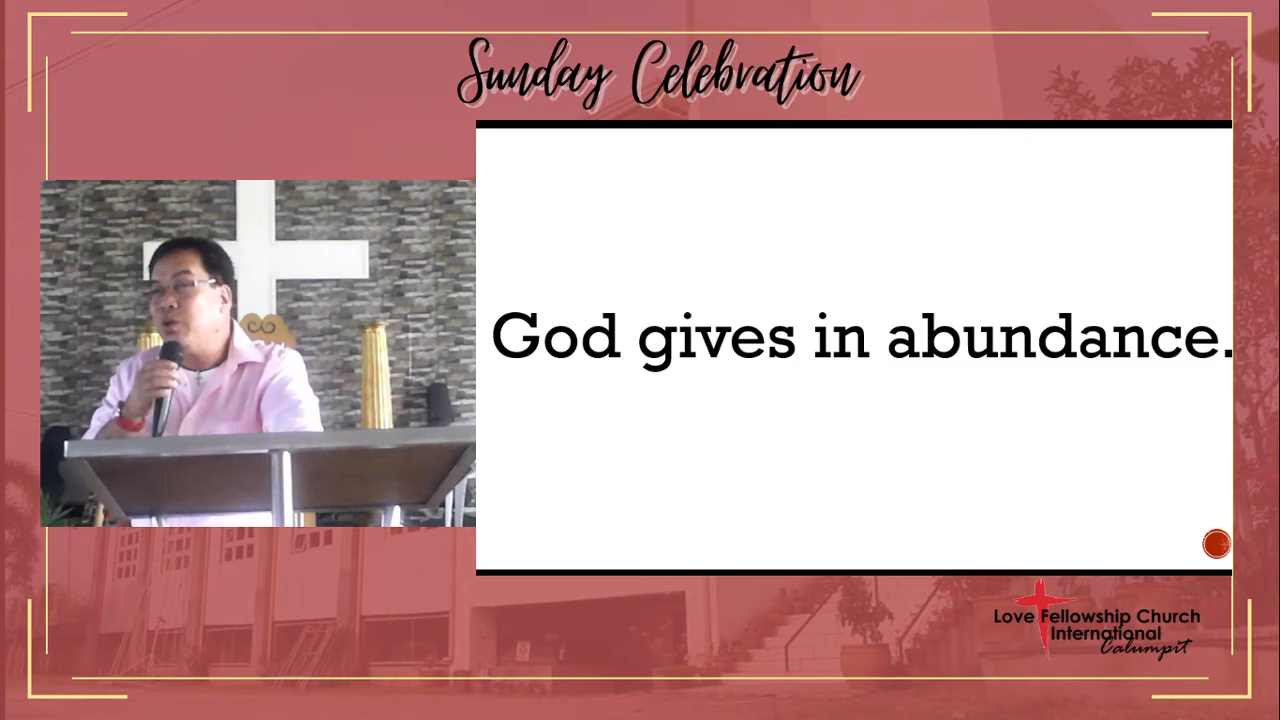 Sunday Celebration
God gives in abundance.
Love Fellowship Church
International
Calumpit